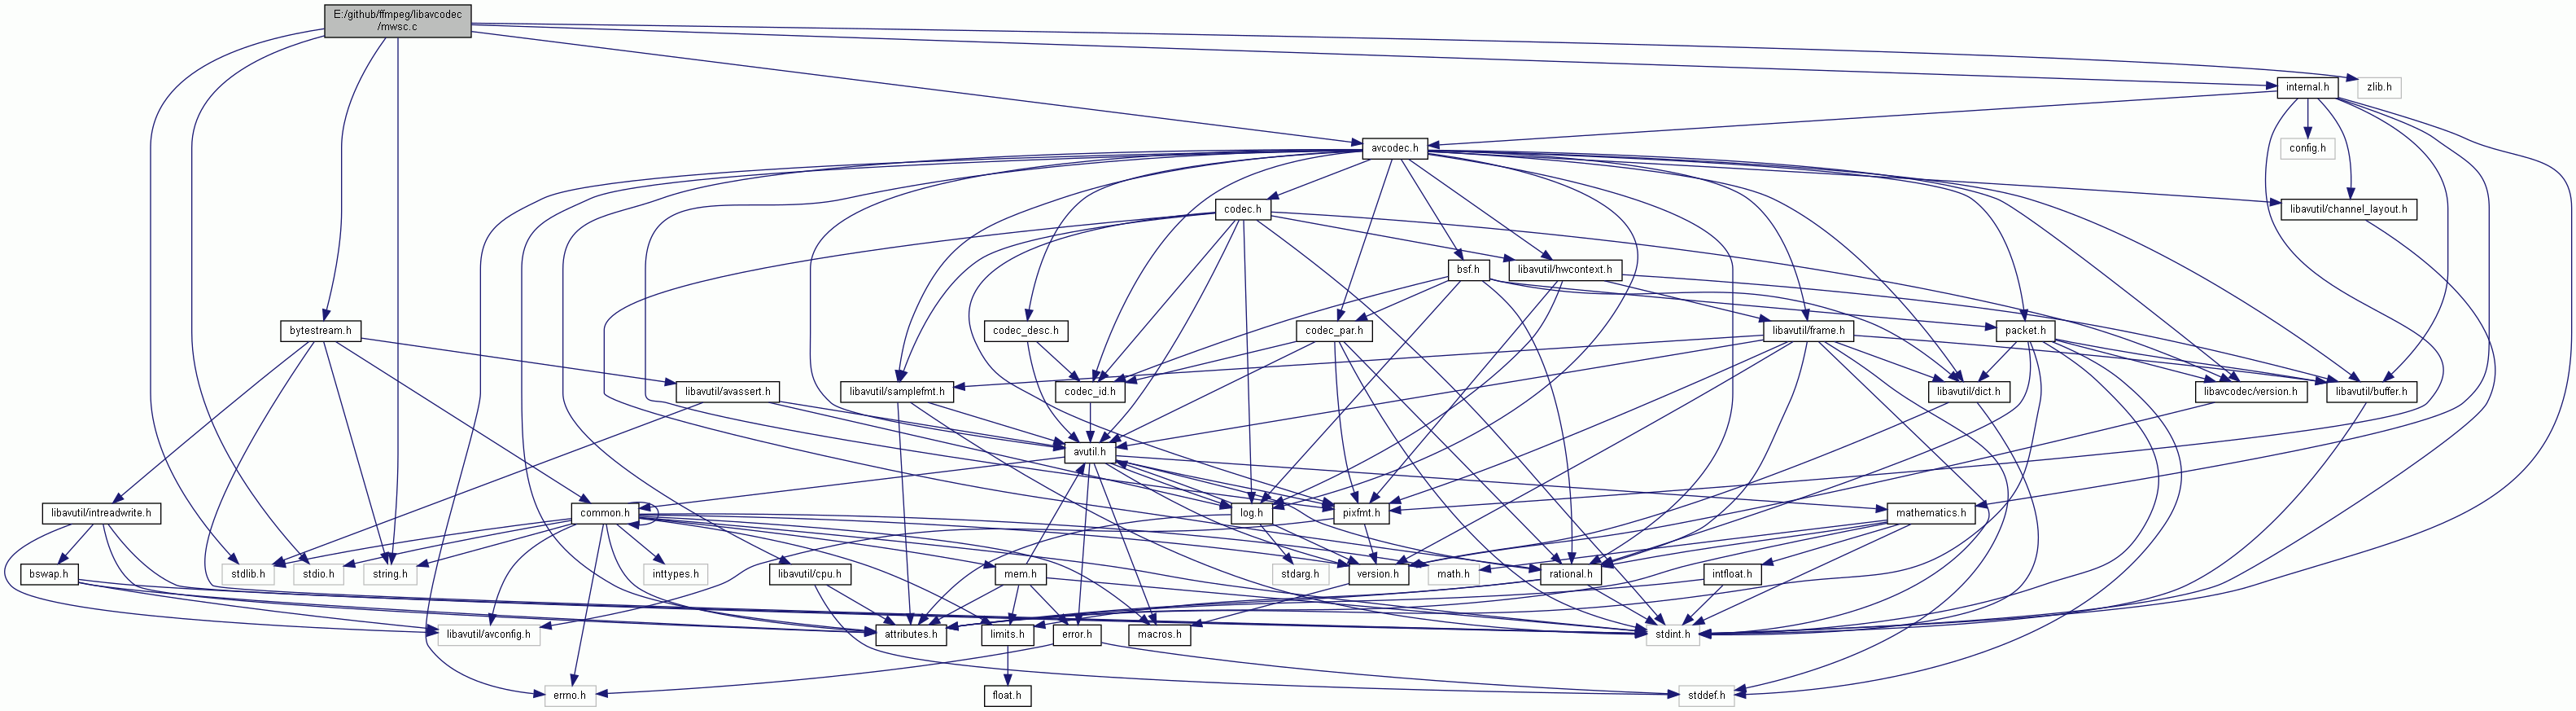 E:/github/ffmpeg/libavcodec
/mwsc.c
internal.h
zlib.h
avcodec.h
config.h
codec.h
libavutil/channel_layout.h
bsf.h
libavutil/hwcontext.h
bytestream.h
codec_desc.h
codec_par.h
libavutil/frame.h
packet.h
libavutil/avassert.h
libavutil/samplefmt.h
codec_id.h
libavutil/dict.h
libavcodec/version.h
libavutil/buffer.h
avutil.h
libavutil/intreadwrite.h
common.h
log.h
pixfmt.h
mathematics.h
bswap.h
stdlib.h
stdio.h
string.h
inttypes.h
libavutil/cpu.h
mem.h
stdarg.h
version.h
math.h
rational.h
intfloat.h
libavutil/avconfig.h
attributes.h
limits.h
error.h
macros.h
stdint.h
errno.h
float.h
stddef.h